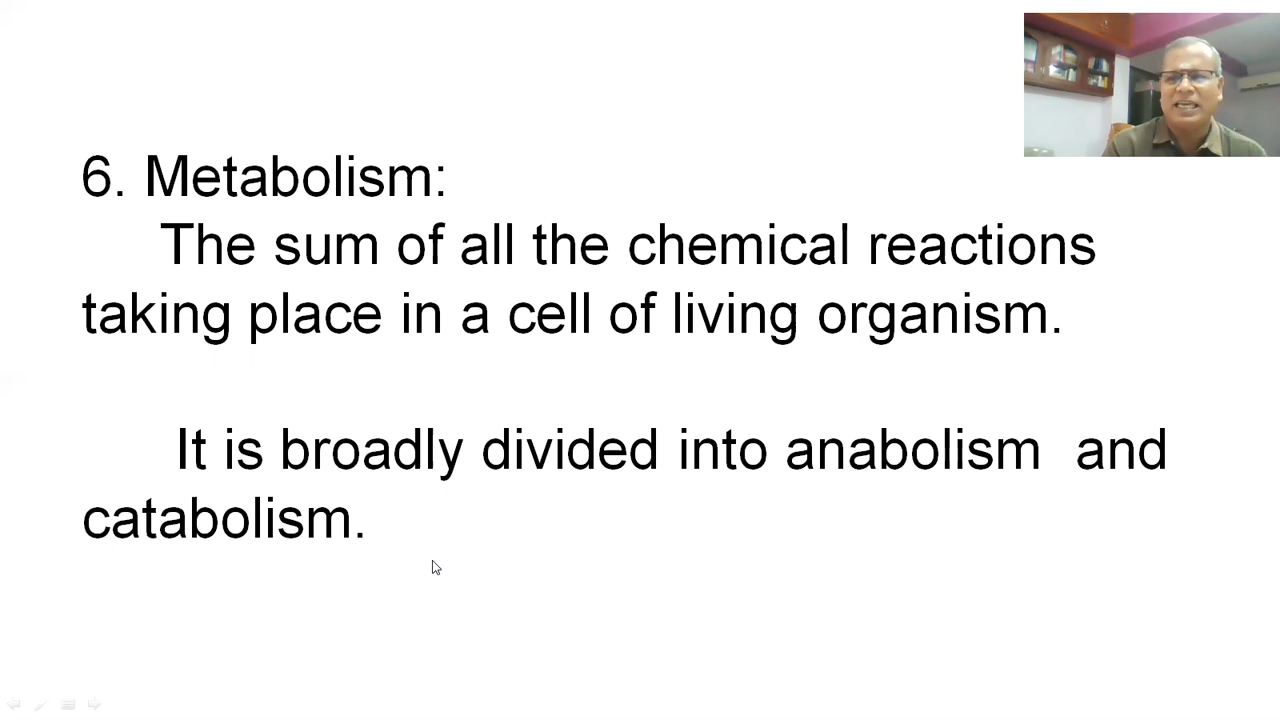 6. Metabolism:
The sum of all the chemical reactions
taking place in a cell of living organism.
It is broadly divided into anabolism and
catabolism.